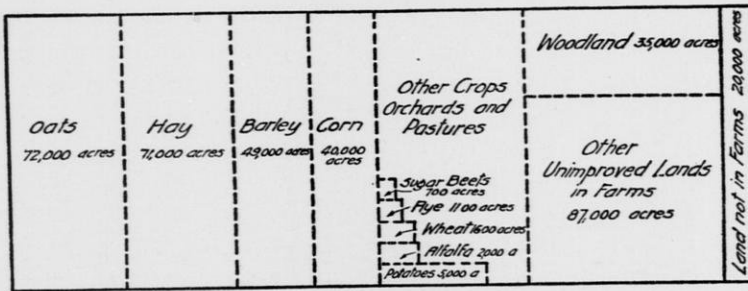 Oats
72,000 acres
Hay
71,000 acres
Barley
49,000 acres
Corn
40,000
acres
Other Crops
Orchards and
Pastures
Sugar Beets
700 acres
Rye 1100 acres
Wheat 1600 acres
Alfalfa 2000 a
Potatoes 5,000 a
Woodland 35,000 acres
Other
Unimproved Lands
in Farms
87,000 acres
Land not in Farms 20,000 acres